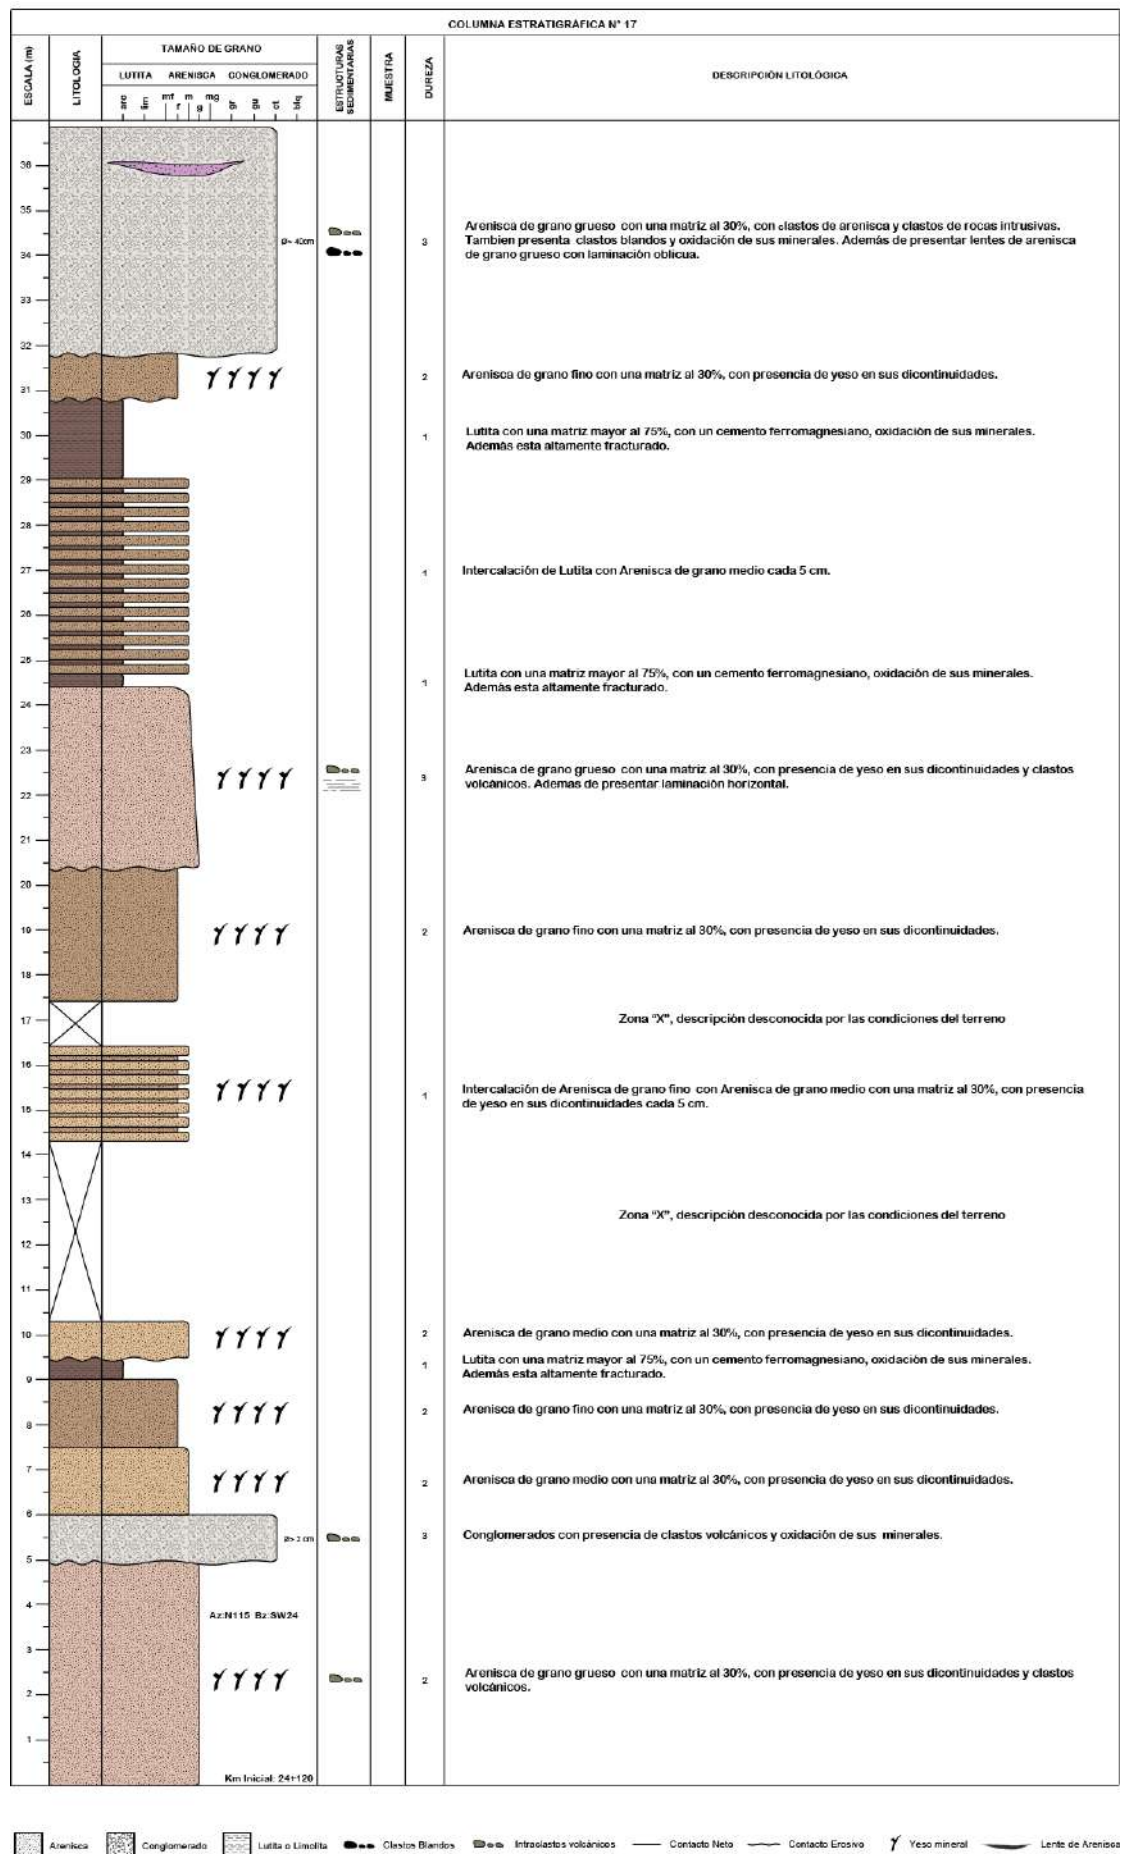 COLUMNA ESTRATIGRÁFICA N° 17
ESCALA (m)
LITOLOGIA
TAMAÑO DE GRANO
LUTITA ARENISCA CONGLOMERADO
arc lim mf f m g mg gr gu ct blq
ESTRUCTURAS SEDIMENTARIAS
MUESTRA
DUREZA
DESCRIPCIÓN LITOLÓGICA
36
35
Ø> 40cm
3
Arenisca de grano grueso con una matriz al 30%, con clastos de arenisca y clastos de rocas intrusivas.
Tambien presenta clastos blandos y oxidación de sus minerales. Además de presentar lentes de arenisca
de grano grueso con laminación oblicua.
34
33
32
31
2
Arenisca de grano fino con una matriz al 30%, con presencia de yeso en sus dicontinuidades.
30
1
Lutita con una matriz mayor al 75%, con un cemento ferromagnesiano, oxidación de sus minerales.
Además esta altamente fracturado.
29
28
27
1
Intercalación de Lutita con Arenisca de grano medio cada 5 cm.
26
25
1
Lutita con una matriz mayor al 75%, con un cemento ferromagnesiano, oxidación de sus minerales.
Además esta altamente fracturado.
24
23
3
Arenisca de grano grueso con una matriz al 30%, con presencia de yeso en sus dicontinuidades y clastos
volcánicos. Ademas de presentar laminación horizontal.
22
21
20
19
2
Arenisca de grano fino con una matriz al 30%, con presencia de yeso en sus dicontinuidades.
18
17
Zona "X", descripción desconocida por las condiciones del terreno
16
1
Intercalación de Arenisca de grano fino con Arenisca de grano medio con una matriz al 30%, con presencia
de yeso en sus dicontinuidades cada 5 cm.
15
14
13
Zona "X", descripción desconocida por las condiciones del terreno
12
11
10
2
Arenisca de grano medio con una matriz al 30%, con presencia de yeso en sus dicontinuidades.
1
Lutita con una matriz mayor al 75%, con un cemento ferromagnesiano, oxidación de sus minerales.
Además esta altamente fracturado.
9
2
Arenisca de grano fino con una matriz al 30%, con presencia de yeso en sus dicontinuidades.
8
7
2
Arenisca de grano medio con una matriz al 30%, con presencia de yeso en sus dicontinuidades.
6
3
Conglomerados con presencia de clastos volcánicos y oxidación de sus minerales.
5
4
Az:N115 Bz:SW24
3
2
Arenisca de grano grueso con una matriz al 30%, con presencia de yeso en sus dicontinuidades y clastos
volcánicos.
2
1
Km Inicial: 24+120
Arenisca Conglomerado Lutita o Limolita Clastos Blandos Intraclastos volcánicos Contacto Neto Contacto Erosivo Yeso mineral Lente de Arenisca